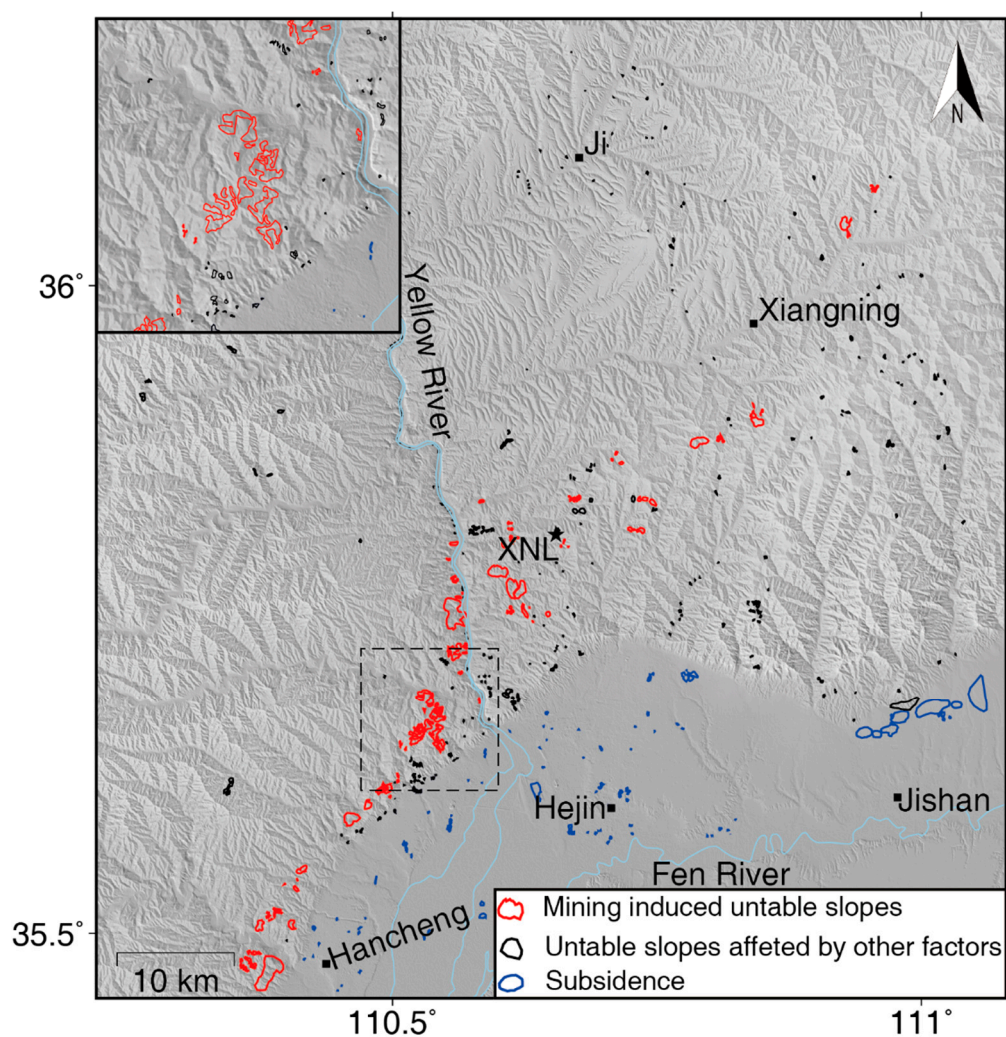 N
Ji
36°
Yellow River
Xiangning
XNL
Hejin
Jishan
Fen River
35.5°
Hancheng
10 km
Mining induced untable slopes
Untable slopes affeted by other factors
Subsidence
110.5°
111°